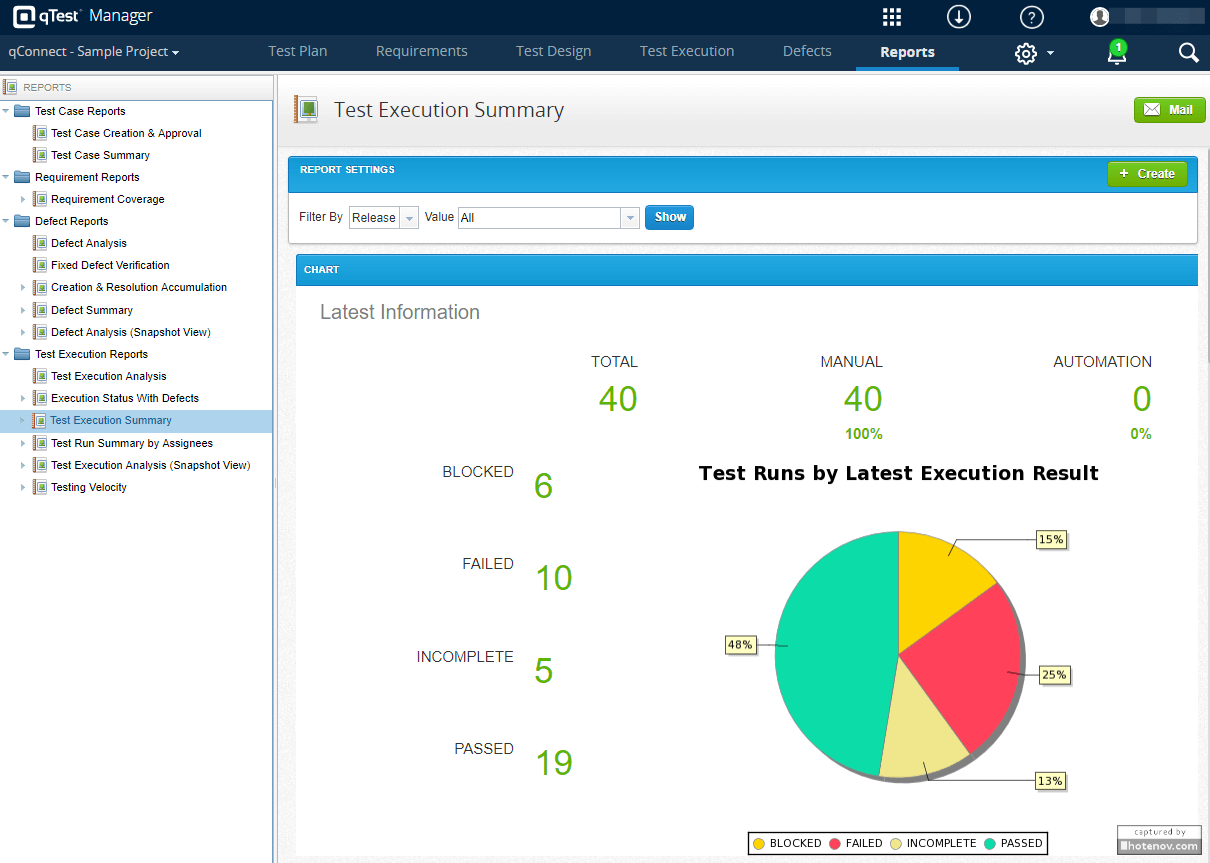 qTest Manager
qConnect - Sample Project
Test Plan
Requirements
Test Design
Test Execution
Defects
Reports
1
REPORTS
Test Case Reports
Test Case Creation & Approval
Test Case Summary
Requirement Reports
Requirement Coverage
Defect Reports
Defect Analysis
Fixed Defect Verification
Creation & Resolution Accumulation
Defect Summary
Defect Analysis (Snapshot View)
Test Execution Reports
Test Execution Analysis
Execution Status With Defects
Test Execution Summary
Test Run Summary by Assignees
Test Execution Analysis (Snapshot View)
Testing Velocity
Test Execution Summary
Mail
REPORT SETTINGS
+ Create
Filter By Release Value All Show
CHART
Latest Information
TOTAL
40
MANUAL
40
100%
AUTOMATION
0
0%
BLOCKED 6
FAILED 10
INCOMPLETE 5
PASSED 19
Test Runs by Latest Execution Result
15%
48%
25%
13%
BLOCKED FAILED INCOMPLETE PASSED
captured by
hotenov.com